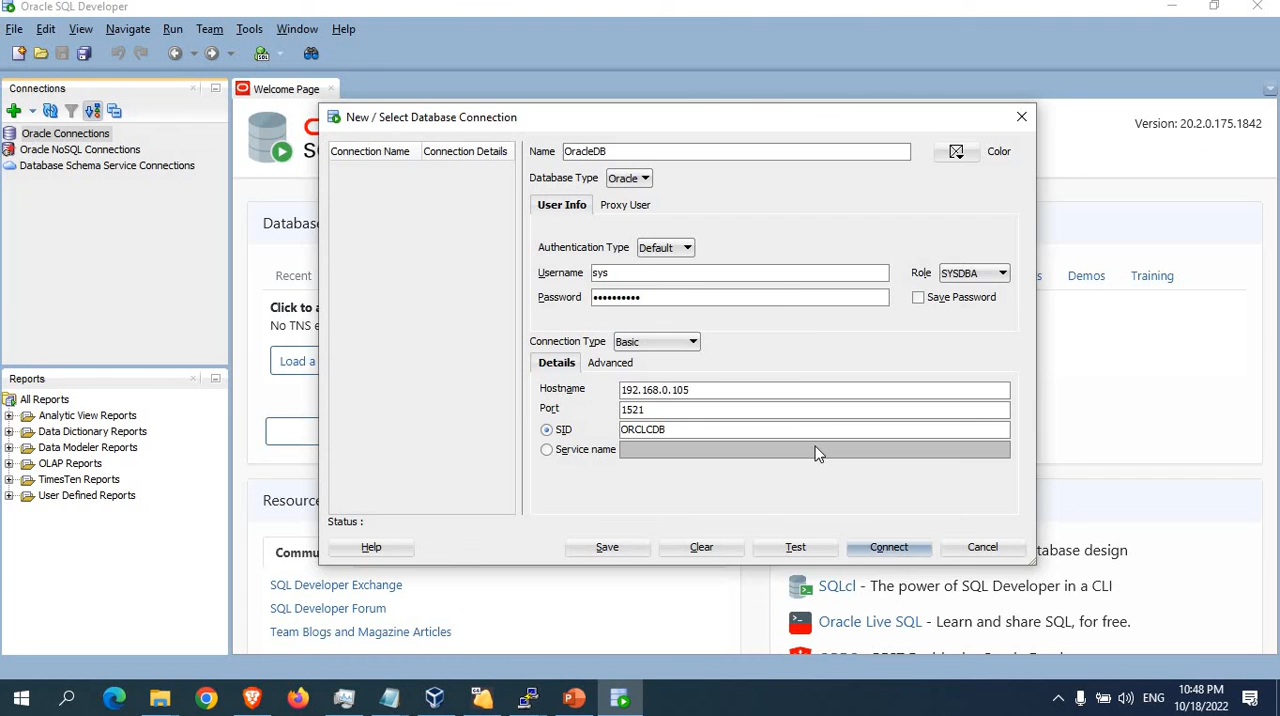 Oracle SQL Developer
File Edit View Navigate Run Team Tools Window Help
Connections
Oracle Connections
Oracle NoSQL Connections
Database Schema Service Connections
Reports
All Reports
Analytic View Reports
Data Dictionary Reports
Data Modeler Reports
OLAP Reports
TimesTen Reports
User Defined Reports
Welcome Page
Version: 20.2.0.175.1842
Recent
Demos
Training
Click to a
No TNS e
Load a
New / Select Database Connection
Connection Name Connection Details
Name OracleDB Color
Database Type Oracle
User Info Proxy User
Authentication Type Default
Username sys Role SYSDBA
Password •••••••••• Save Password
Connection Type Basic
Details Advanced
Hostname 192.168.0.105
Port 1521
SID ORCLCDB
Service name
Status :
Help Save Clear Test Connect Cancel
SQL Developer Exchange
SQL Developer Forum
Team Blogs and Magazine Articles
tabase design
SQLcl - The power of SQL Developer in a CLI
Oracle Live SQL - Learn and share SQL, for free.
ENG
10:48 PM
10/18/2022